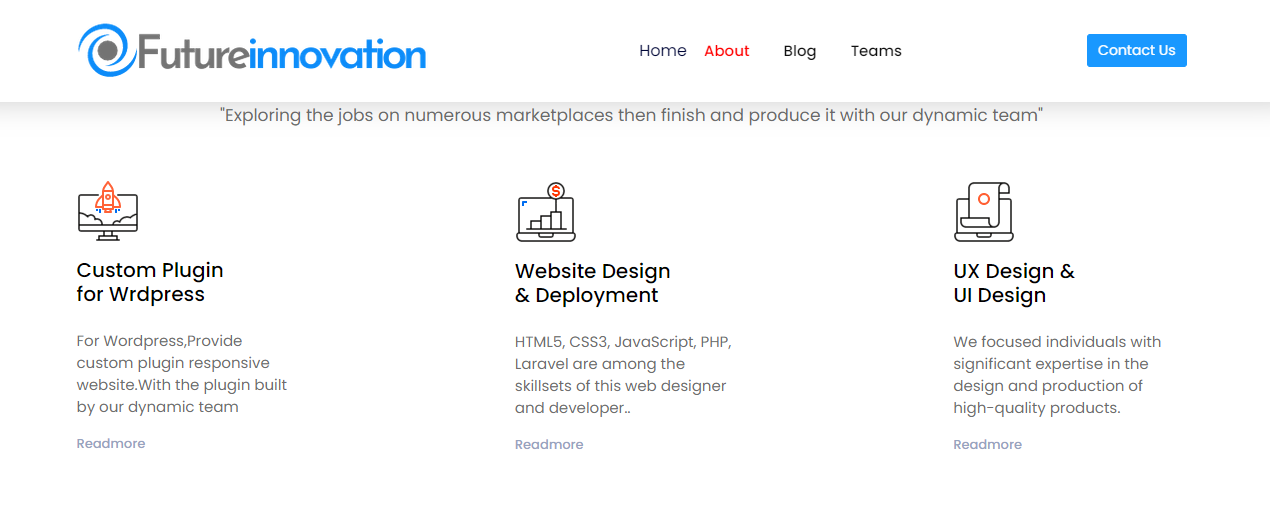 Futureinnovation
Home About Blog Teams
Contact Us
"Exploring the jobs on numerous marketplaces then finish and produce it with our dynamic team"
Custom Plugin
for Wrdpress
For Wordpress,Provide
custom plugin responsive
website.With the plugin built
by our dynamic team
Readmore
$
Website Design
& Deployment
HTML5, CSS3, JavaScript, PHP,
Laravel are among the
skillsets of this web designer
and developer..
Readmore
UX Design &
UI Design
We focused individuals with
significant expertise in the
design and production of
high-quality products.
Readmore